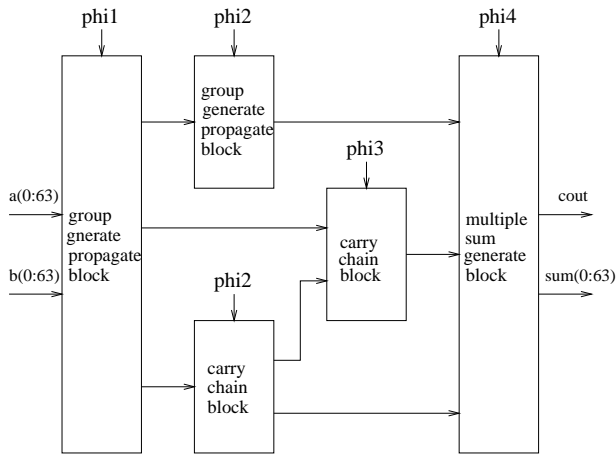 phi1
phi2
phi4
group
generate
propagate
block
phi3
a(0:63)
group
gnerate
propagate
block
b(0:63)
carry
chain
block
multiple
sum
generate
block
cout
sum(0:63)
phi2
carry
chain
block